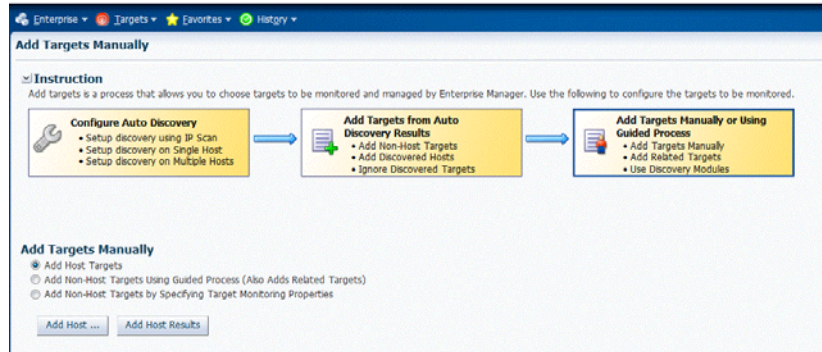 Enterprise Targets Favorites History
Add Targets Manually
Instruction
Add targets is a process that allows you to choose targets to be monitored and managed by Enterprise Manager. Use the following to configure the targets to be monitored.
Configure Auto Discovery
• Setup discovery using IP Scan
• Setup discovery on Single Host
• Setup discovery on Multiple Hosts
Add Targets from Auto
Discovery Results
• Add Non-Host Targets
• Add Discovered Hosts
• Ignore Discovered Targets
Add Targets Manually or Using
Guided Process
• Add Targets Manually
• Add Related Targets
• Use Discovery Modules
Add Targets Manually
Add Host Targets
Add Non-Host Targets Using Guided Process (Also Adds Related Targets)
Add Non-Host Targets by Specifying Target Monitoring Properties
Add Host ... Add Host Results